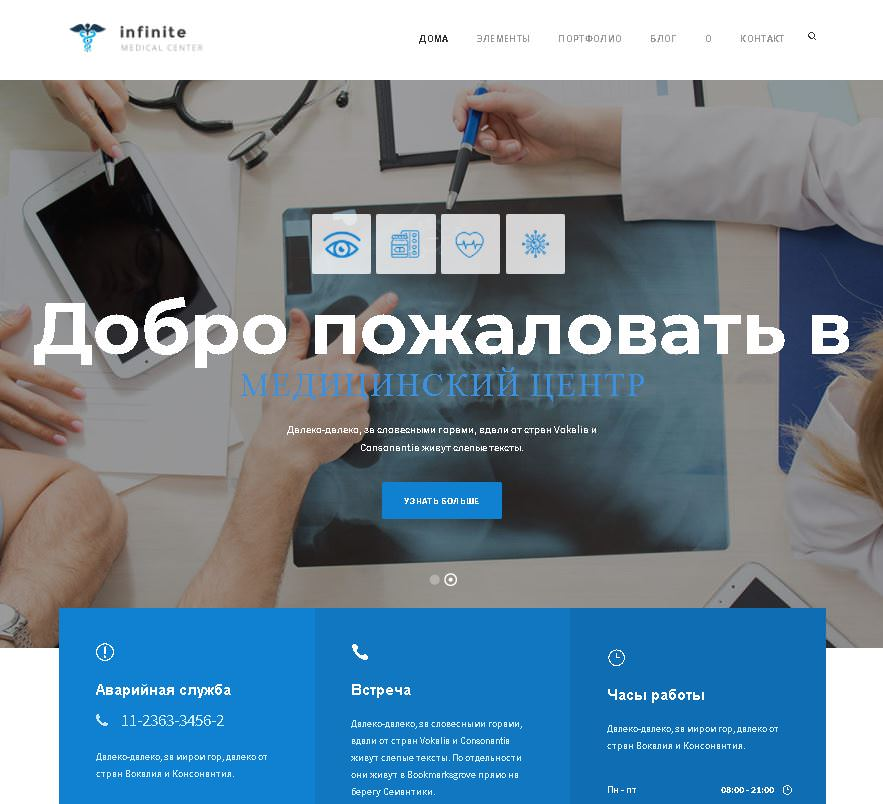 infinite
MEDICAL CENTER
ДОМА ЭЛЕМЕНТЫ ПОРТФОЛИО БЛОГ О КОНТАКТ
Добро пожаловать в
МЕДИЦИНСКИЙ ЦЕНТР
Далеко-далеко, за словесными горами, вдали от стран Vokalia и
Consonantia живут слепые тексты.
УЗНАТЬ БОЛЬШЕ
Аварийная служба
11-2363-3456-2
Далеко-далеко, за миром гор, далеко от
стран Вокалия и Консонантия.
Встреча
Далеко-далеко, за словесными горами,
вдали от стран Vokalia и Consonantia
живут слепые тексты. По отдельности
они живут в Bookmarksgrove прямо на
берегу Семантики.
Часы работы
Далеко-далеко, за миром гор, далеко от
стран Вокалия и Консонантия.
Пн - пт 08:00 - 21:00